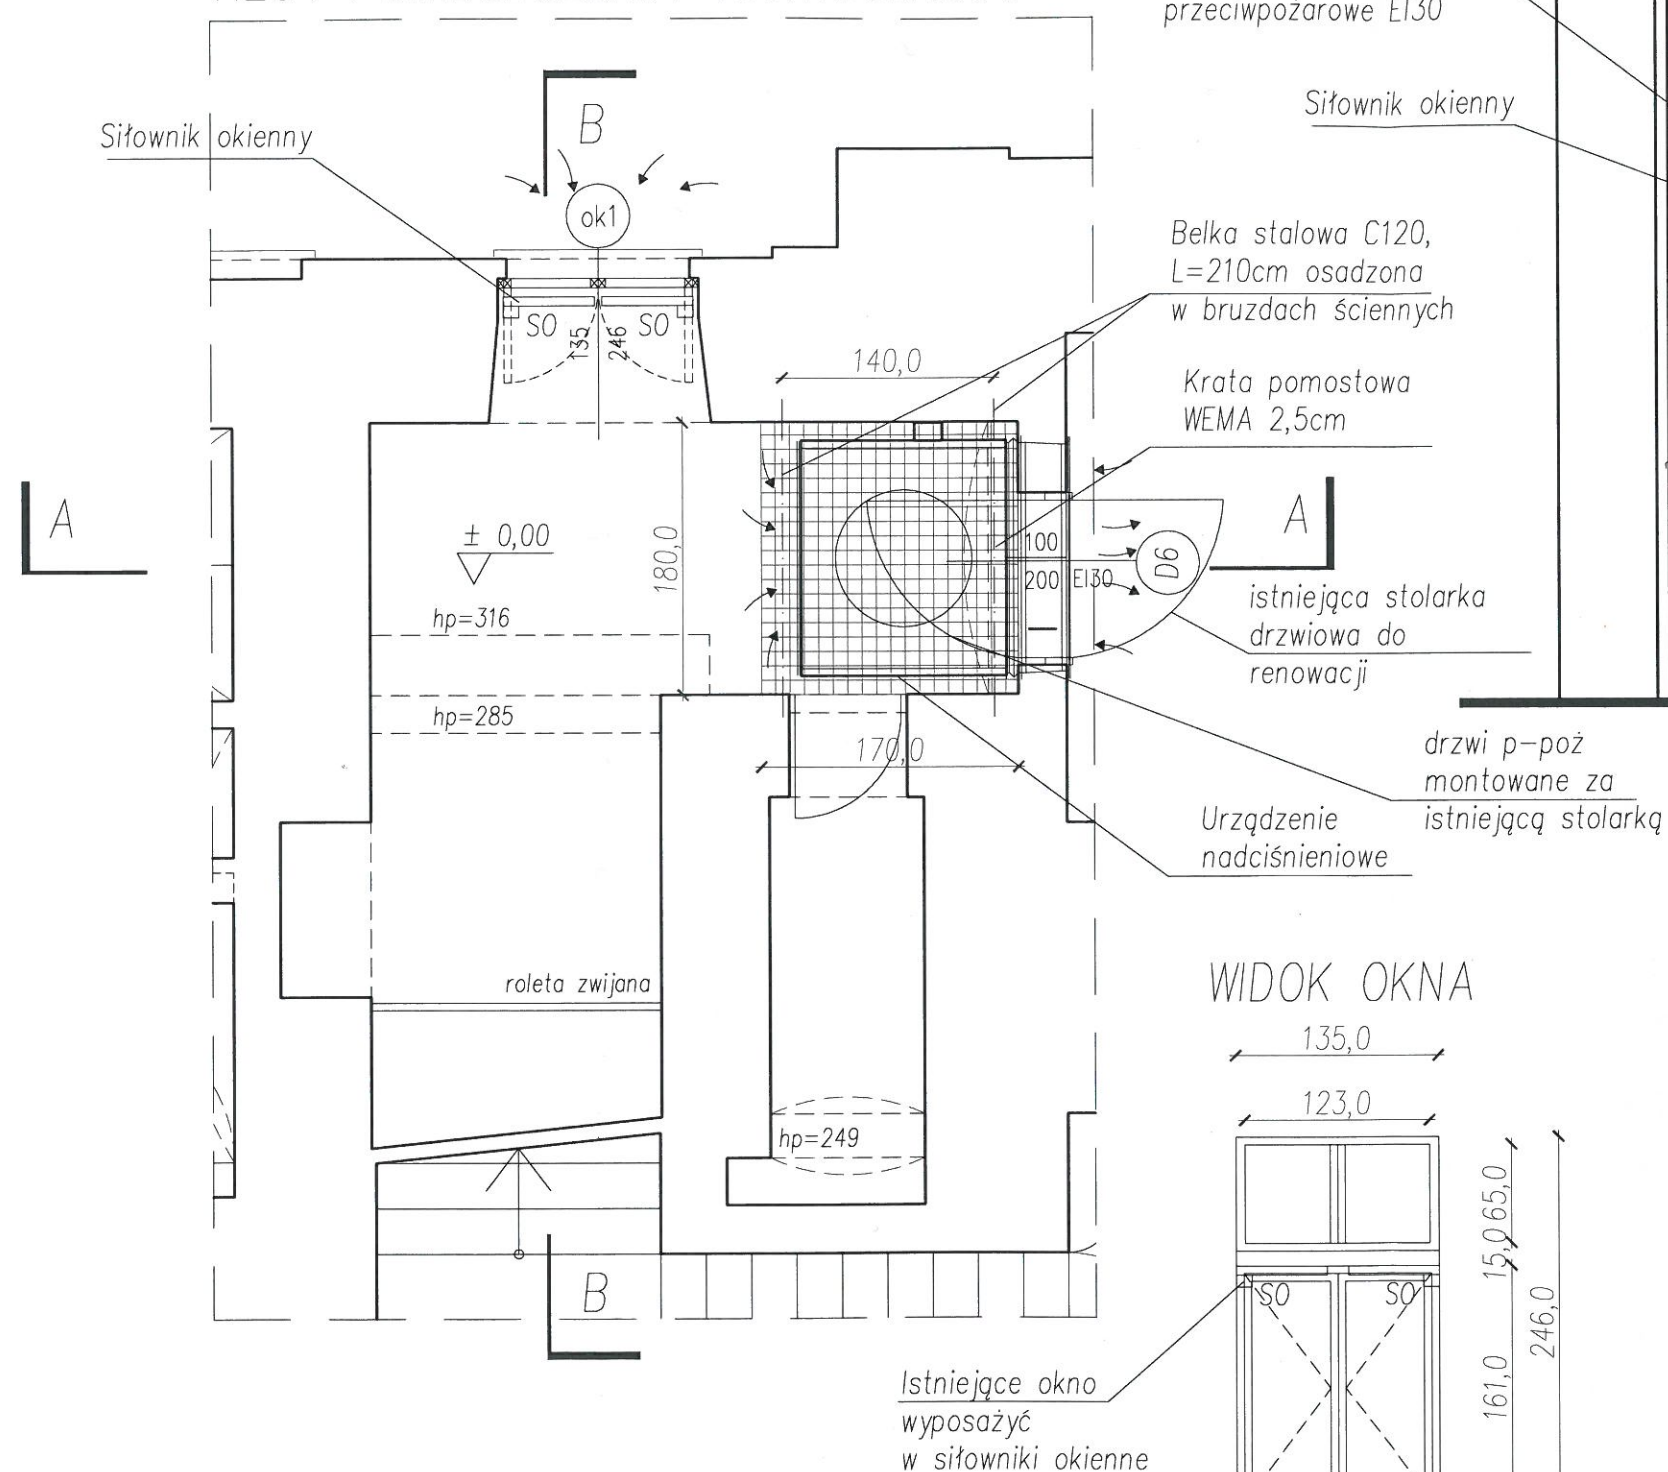 przeciwpożarowe EI30
Siłownik okienny
B
Siłownik okienny
ok1
Belka stalowa C120,
L=210cm osadzona
w bruzdach ściennych
SO
135
246
SO
140,0
Krata pomostowa
WEMA 2,5cm
A
± 0,00
180,0
100
200
EI30
D6
A
hp=316
istniejąca stolarka
drzwiowa do
renowacji
hp=285
170,0
drzwi p-poż
montowane za
istniejącą stolarką
Urządzenie
nadciśnieniowe
roleta zwijana
WIDOK OKNA
135,0
123,0
hp=249
65,0
15,0
246,0
161,0
SO
SO
B
Istniejące okno
wyposażyć
w siłowniki okienne